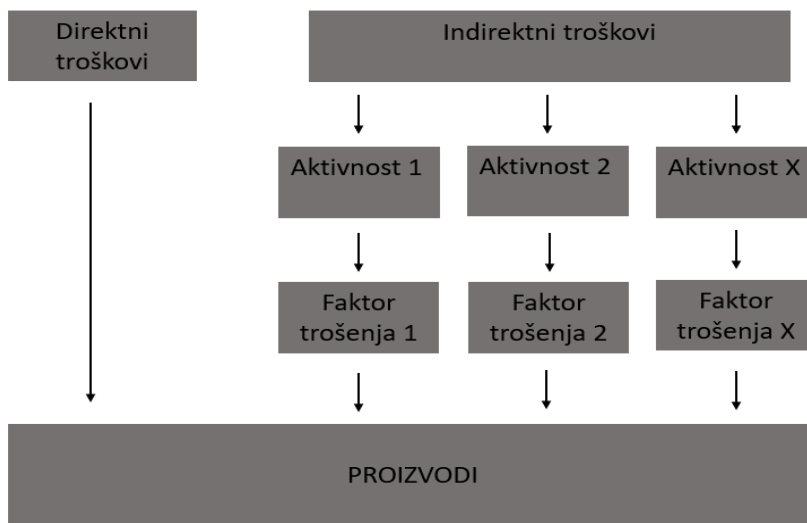 Direktni
troškovi
Indirektni troškovi
Aktivnost 1
Aktivnost 2
Aktivnost X
Faktor
trošenja 1
Faktor
trošenja 2
Faktor
trošenja X
PROIZVODI